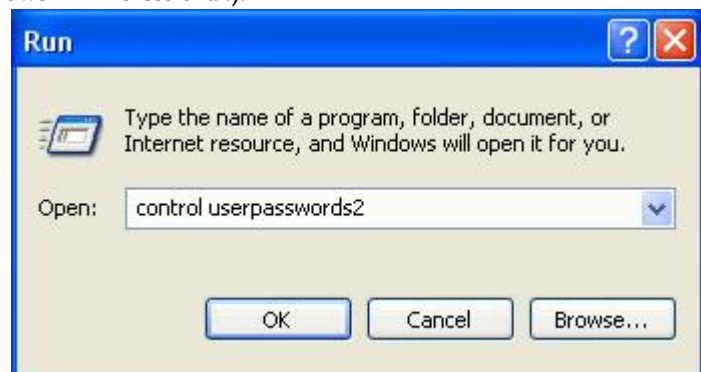 Run
Type the name of a program, folder, document, or
Internet resource, and Windows will open it for you.
Open: control userpasswords2
OK Cancel Browse...